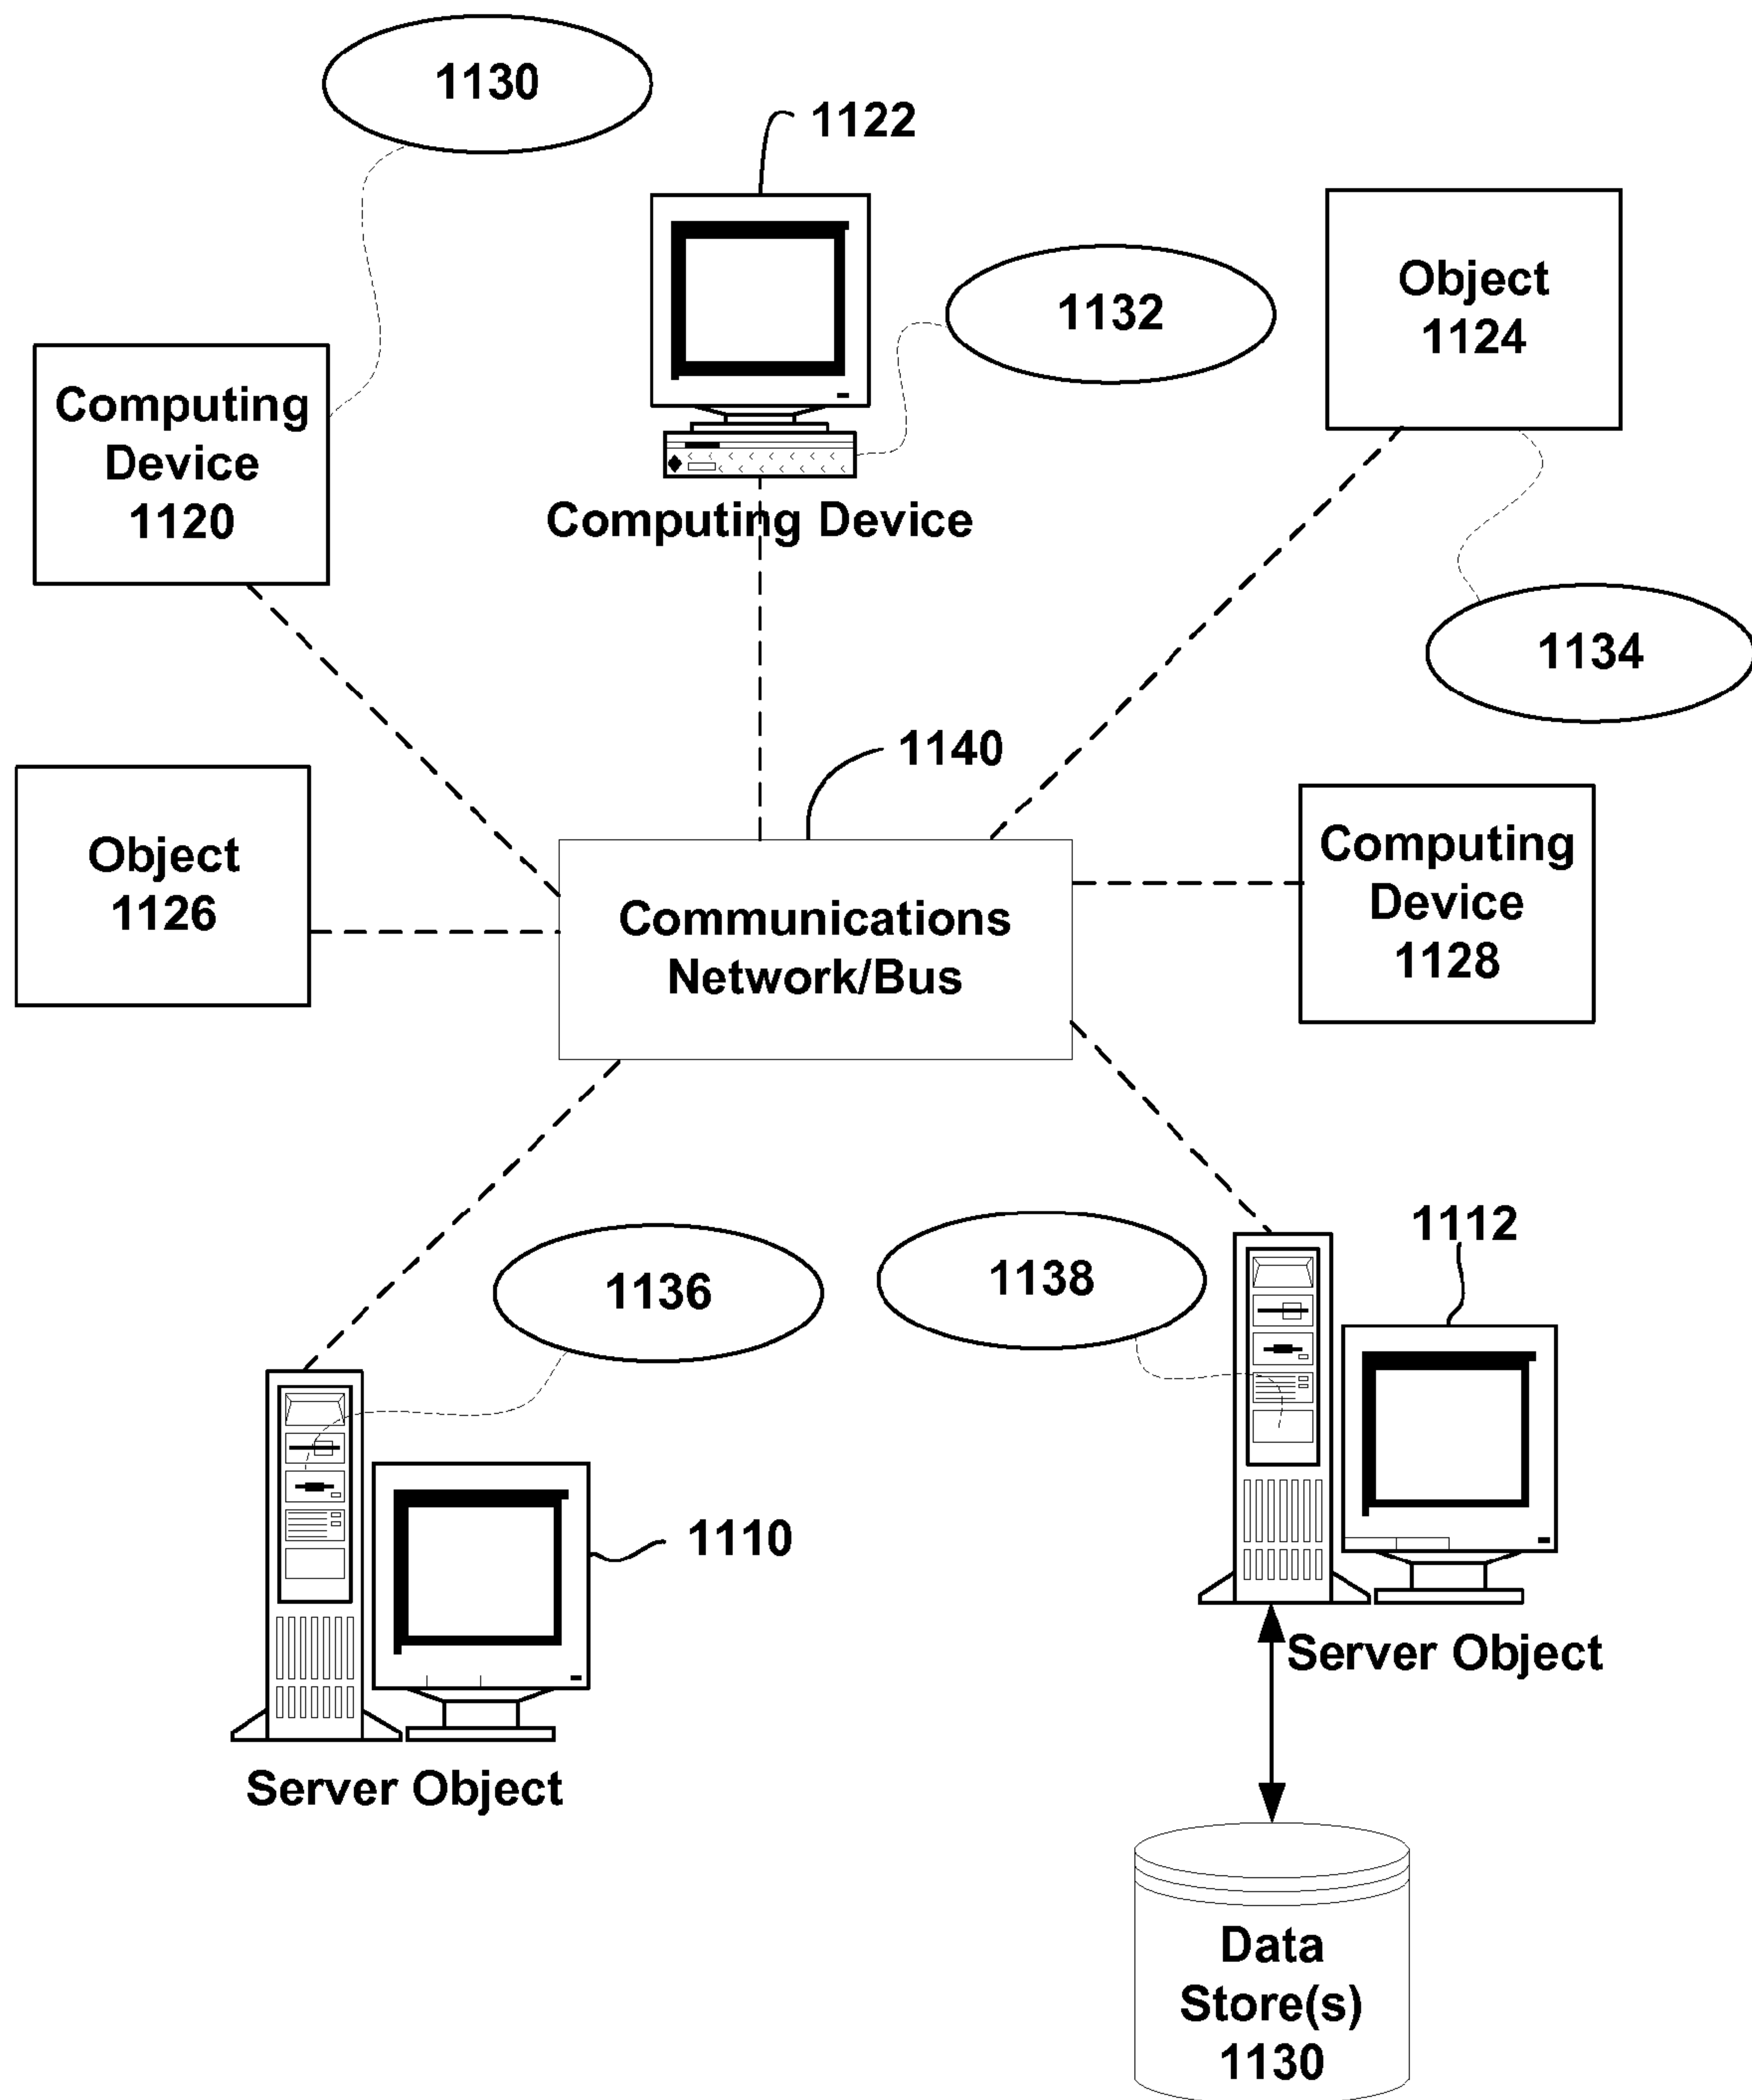 1130
1122
1132
Object
1124
Computing
Device
1120
Computing Device
1134
1140
Object
1126
Communications
Network/Bus
Computing
Device
1128
1136
1138
1112
1110
Server Object
Server Object
Data
Store(s)
1130